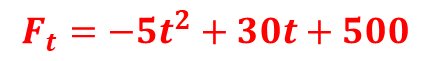 Fₜ = −5t² + 30t + 500